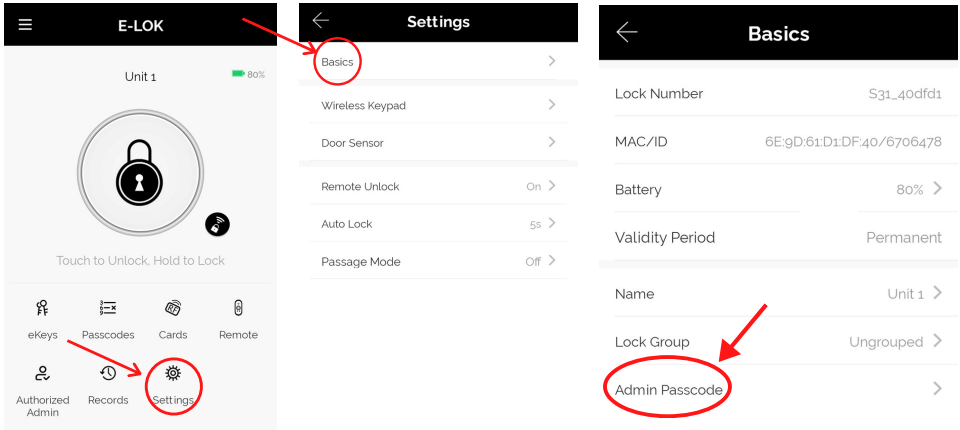 E-LOK
Unit 1
80%
Touch to Unlock, Hold to Lock
eKeys
Passcodes
Cards
Remote
Authorized
Admin
Records
Settings
Settings
Basics
Wireless Keypad
Door Sensor
Remote Unlock On
Auto Lock 5s
Passage Mode Off
Basics
Lock Number S31_40dfd1
MAC/ID 6E:9D:61:D1:DF:40/6706478
Battery 80%
Validity Period Permanent
Name Unit 1
Lock Group Ungrouped
Admin Passcode